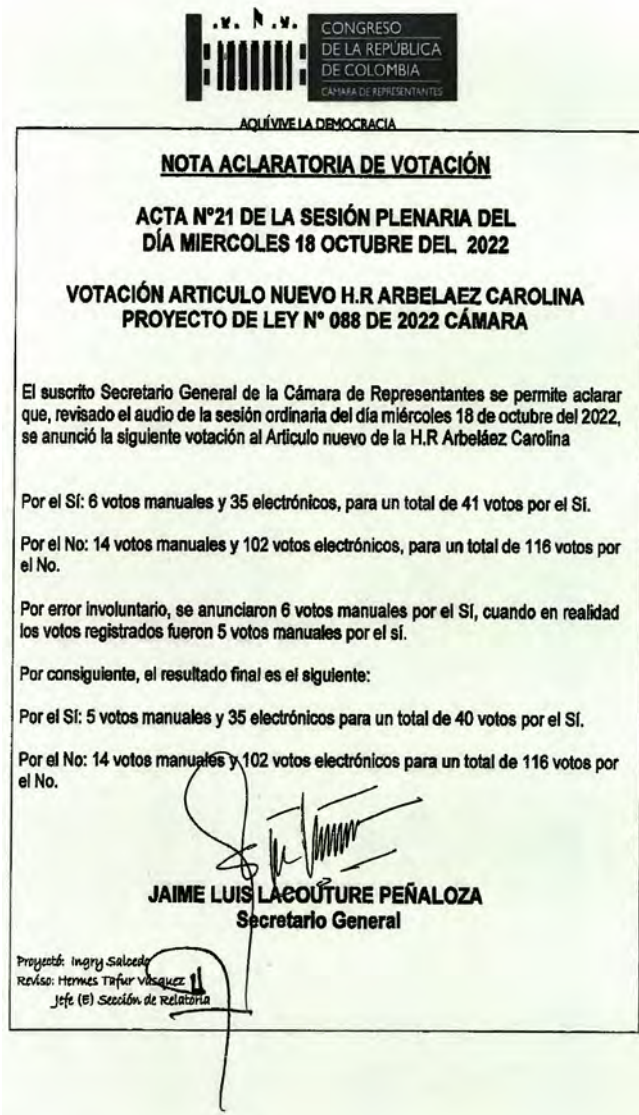 CONGRESO
DE LA REPÚBLICA
DE COLOMBIA
CÁMARA DE REPRESENTANTES
AQUÍ VIVE LA DEMOCRACIA
NOTA ACLARATORIA DE VOTACIÓN
ACTA Nº21 DE LA SESIÓN PLENARIA DEL
DÍA MIERCOLES 18 OCTUBRE DEL 2022
VOTACIÓN ARTICULO NUEVO H.R ARBELAEZ CAROLINA
PROYECTO DE LEY Nº 088 DE 2022 CÁMARA
El suscrito Secretario General de la Cámara de Representantes se permite aclarar
que, revisado el audio de la sesión ordinaria del día miércoles 18 de octubre del 2022,
se anunció la siguiente votación al Articulo nuevo de la H.R Arbeláez Carolina
Por el Sí: 6 votos manuales y 35 electrónicos, para un total de 41 votos por el Sí.
Por el No: 14 votos manuales y 102 votos electrónicos, para un total de 116 votos por
el No.
Por error involuntario, se anunciaron 6 votos manuales por el Sí, cuando en realidad
los votos registrados fueron 5 votos manuales por el sí.
Por consiguiente, el resultado final es el siguiente:
Por el Sí: 5 votos manuales y 35 electrónicos para un total de 40 votos por el Sí.
Por el No: 14 votos manuales y 102 votos electrónicos para un total de 116 votos por
el No.
JAIME LUIS LACOUTURE PEÑALOZA
Secretario General
Proyectó: Ingry Salcedo
Reviso: Hermes Tafur Vásquez
Jefe (E) Sección de Relatoría